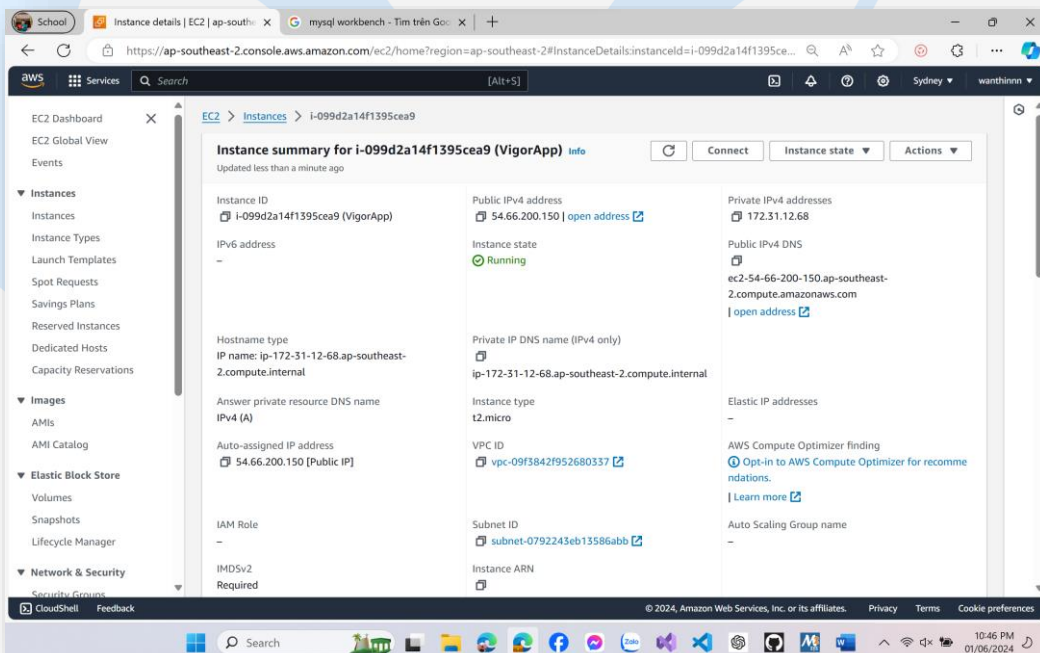 School
Instance details | EC2 | ap-southe
mysql workbench - Tìm trên Goo
https://ap-southeast-2.console.aws.amazon.com/ec2/home?region=ap-southeast-2#InstanceDetails:instanceId=i-099d2a14f1395ce...
aws
Services
Search
[Alt+S]
Sydney
wanthinnn
EC2 Dashboard
EC2 Global View
Events
Instances
Instances
Instance Types
Launch Templates
Spot Requests
Savings Plans
Reserved Instances
Dedicated Hosts
Capacity Reservations
Images
AMIs
AMI Catalog
Elastic Block Store
Volumes
Snapshots
Lifecycle Manager
Network & Security
Security Groups
EC2 > Instances > i-099d2a14f1395cea9
Instance summary for i-099d2a14f1395cea9 (VigorApp) Info
Connect
Instance state
Actions
Updated less than a minute ago
Instance ID
i-099d2a14f1395cea9 (VigorApp)
Public IPv4 address
54.66.200.150 | open address
Private IPv4 addresses
172.31.12.68
IPv6 address
–
Instance state
Running
Public IPv4 DNS
ec2-54-66-200-150.ap-southeast-
2.compute.amazonaws.com
| open address
Hostname type
IP name: ip-172-31-12-68.ap-southeast-
2.compute.internal
Private IP DNS name (IPv4 only)
ip-172-31-12-68.ap-southeast-2.compute.internal
Answer private resource DNS name
IPv4 (A)
Instance type
t2.micro
Elastic IP addresses
–
Auto-assigned IP address
54.66.200.150 [Public IP]
VPC ID
vpc-09f3842f952680337
AWS Compute Optimizer finding
Opt-in to AWS Compute Optimizer for recomme
ndations.
| Learn more
IAM Role
–
Subnet ID
subnet-0792243eb13586abb
Auto Scaling Group name
–
IMDSv2
Required
Instance ARN
CloudShell
Feedback
© 2024, Amazon Web Services, Inc. or its affiliates.
Privacy
Terms
Cookie preferences
Search
Zalo
10:46 PM
01/06/2024